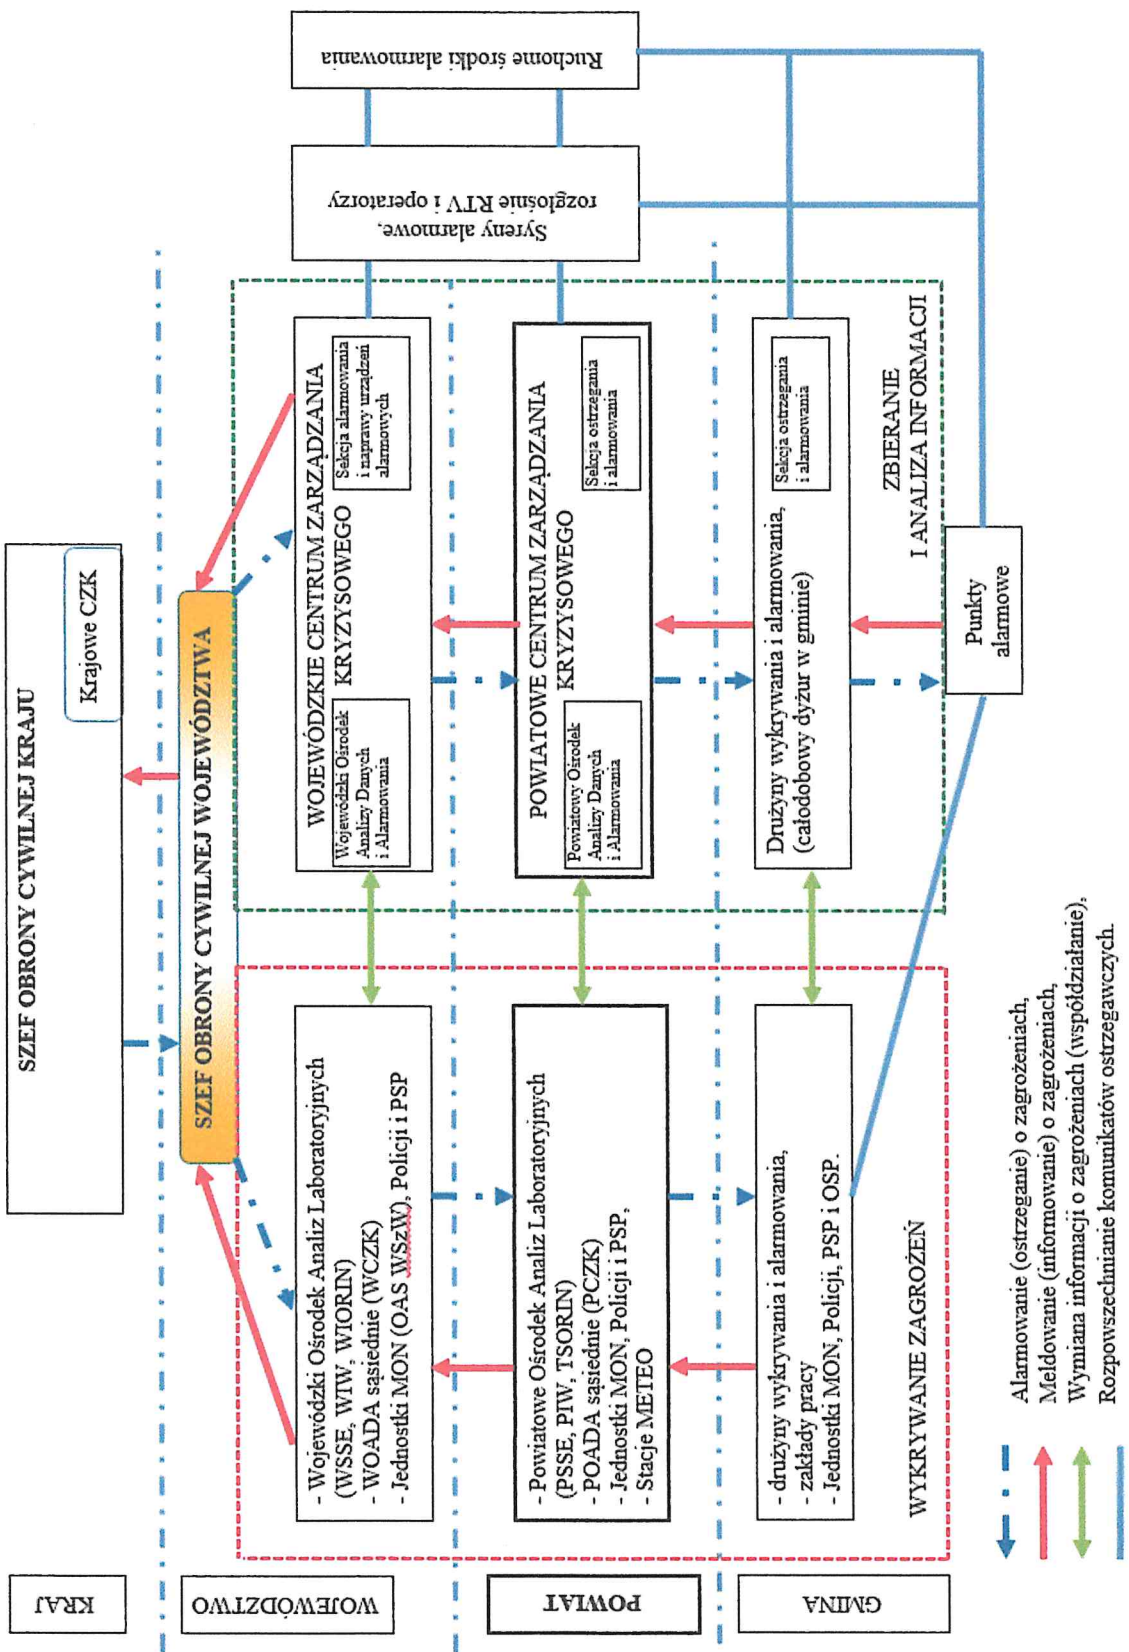 KRAJ
SZEF OBRONY CYWILNEJ KRAJU
Krajowe CZK
WOJEWÓDZTWO
SZEF OBRONY CYWILNEJ WOJEWÓDZTWA
- Wojewódzki Ośrodek Analiz Laboratoryjnych
(WSSE, WIW, WIORIN)
- WOADA sąsiednie (WCZK)
- Jednostki MON (OAS WSzW), Policji i PSP
WOJEWÓDZKIE CENTRUM ZARZĄDZANIA
KRYZYSOWEGO
Wojewódzki Ośrodek
Analizy Danych
i Alarmowania
Sekcja alarmowania
i naprawy urządzeń
alarmowych
POWIAT
- Powiatowe Ośrodek Analiz Laboratoryjnych
(PSSE, PIW, TSORIN)
- POADA sąsiednie (PCZK)
- Jednostki MON, Policji i PSP,
- Stacje METEO
POWIATOWE CENTRUM ZARZĄDZANIA
KRYZYSOWEGO
Powiatowy Ośrodek
Analizy Danych
i Alarmowania
Sekcja ostrzegania
i alarmowania
GMINA
- drużyny wykrywania i alarmowania,
- zakłady pracy
- Jednostki MON, Policji, PSP i OSP.
Drużyny wykrywania i alarmowania,
(całodobowy dyżur w gminie)
Sekcja ostrzegania
i alarmowania
WYKRYWANIE ZAGROŻEŃ
ZBIERANE
I ANALIZA INFORMACJI
Punkty
alarmowe
Syreny alarmowe,
rozgłośnie RTV i operatorzy
Ruchome środki alarmowania
Alarmowanie (ostrzeganie) o zagrożeniach,
Meldowanie (informowanie) o zagrożeniach,
Wymiana informacji o zagrożeniach (współdziałanie),
Rozpowszechnianie komunikatów ostrzegawczych.